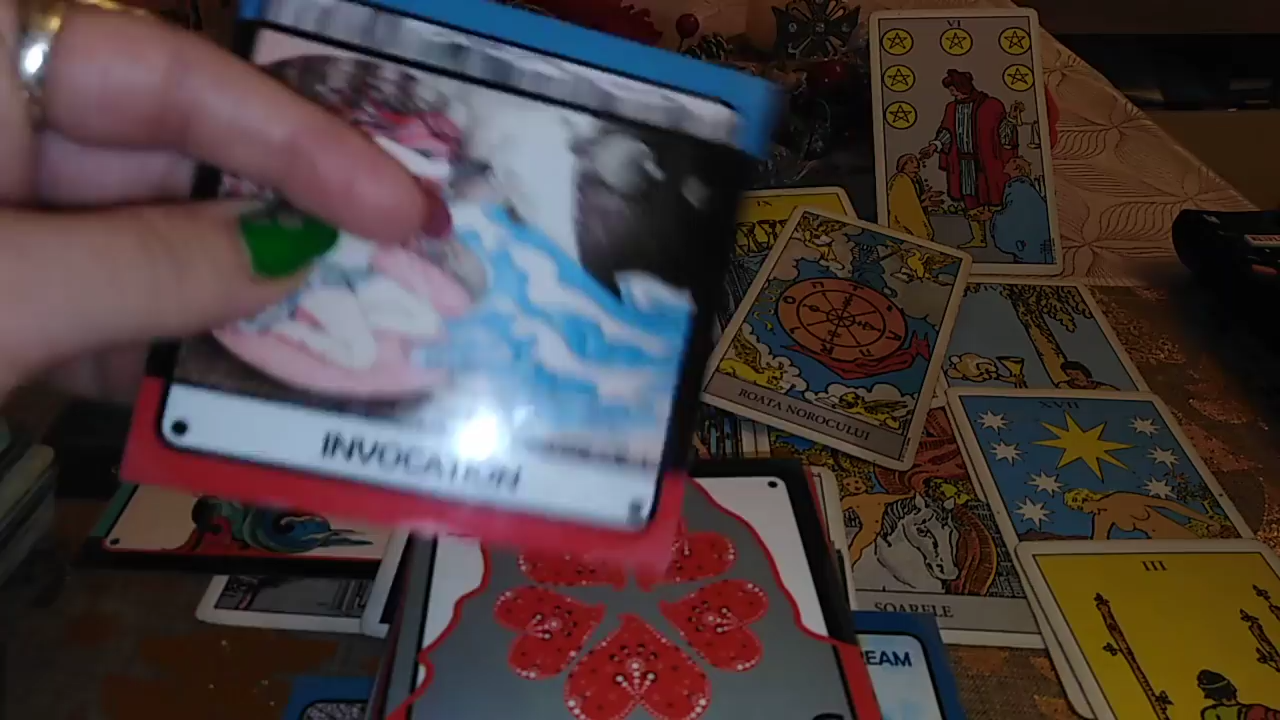 VI
INVOCATION
ROATA NOROCULUI
XVII
SOARELE
III
EAM